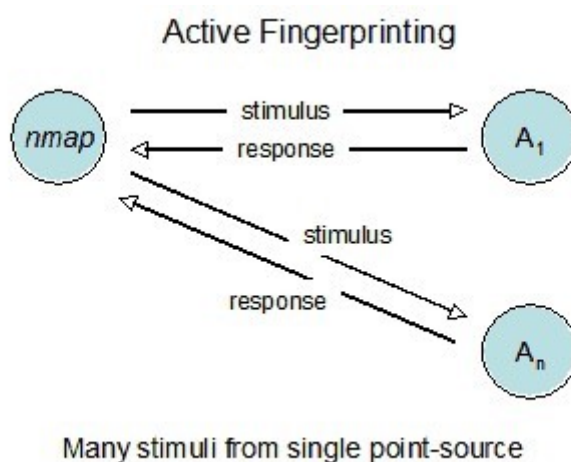 Active Fingerprinting
nmap
stimulus
response
A1
stimulus
response
An
Many stimuli from single point-source